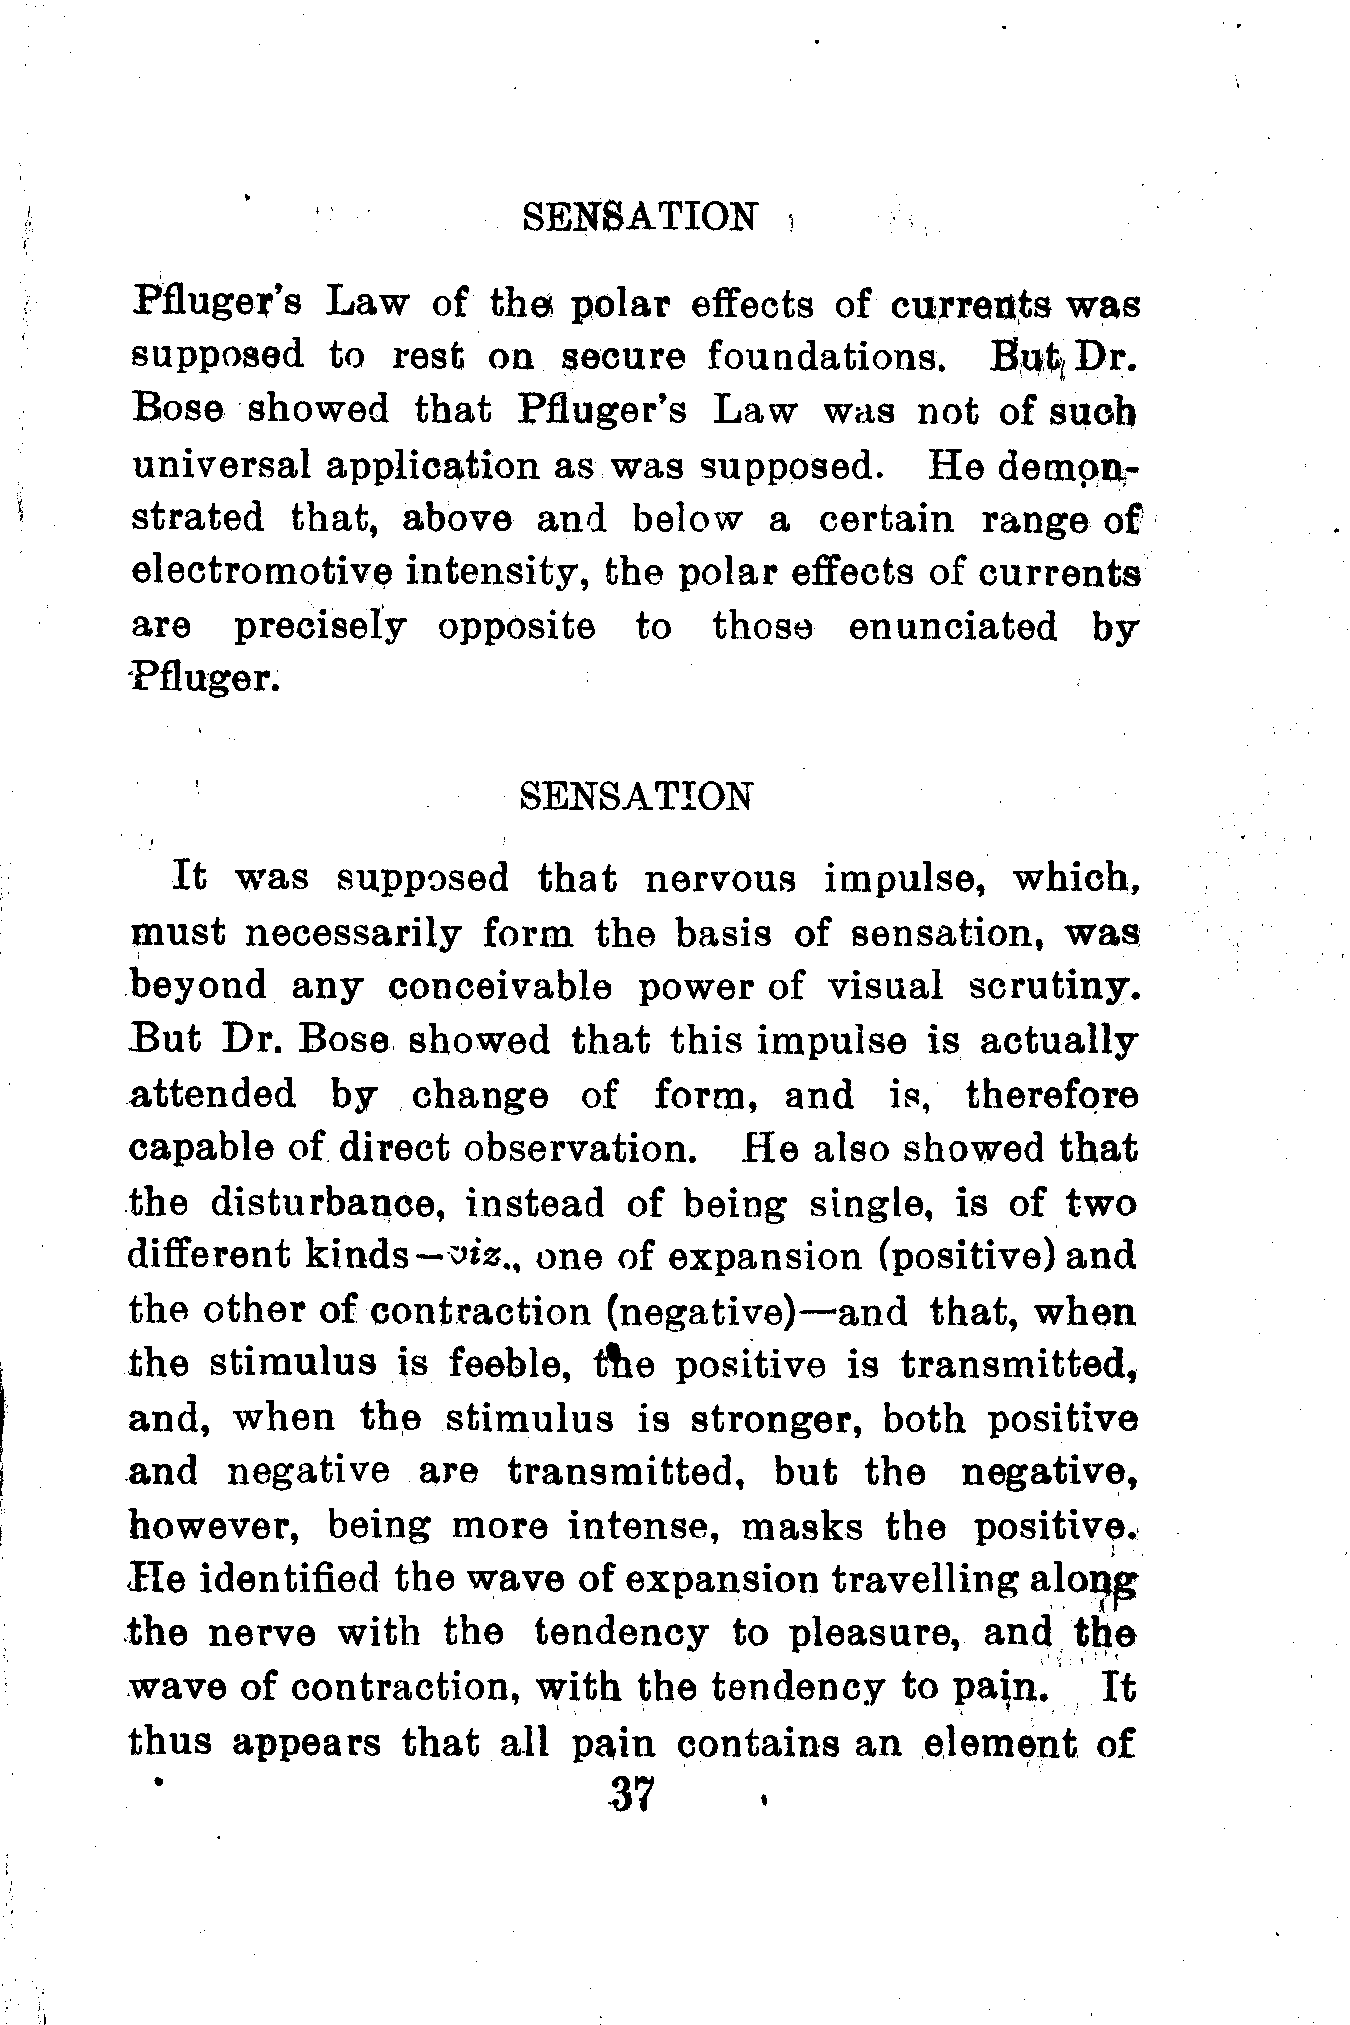 SENSATION
Pfluger's Law of the polar effects of currents was
supposed to rest on secure foundations. But Dr.
Bose showed that Pfluger's Law was not of such
universal application as was supposed. He demon-
strated that, above and below a certain range of
electromotive intensity, the polar effects of currents
are precisely opposite to those enunciated by
Pfluger.
SENSATION
It was supposed that nervous impulse, which,
must necessarily form the basis of sensation, was
beyond any conceivable power of visual scrutiny.
But Dr. Bose showed that this impulse is actually
attended by change of form, and is, therefore
capable of direct observation. He also showed that
the disturbance, instead of being single, is of two
different kinds—viz., one of expansion (positive) and
the other of contraction (negative)—and that, when
the stimulus is feeble, the positive is transmitted,
and, when the stimulus is stronger, both positive
and negative are transmitted, but the negative,
however, being more intense, masks the positive.
He identified the wave of expansion travelling along
the nerve with the tendency to pleasure, and the
wave of contraction, with the tendency to pain. It
thus appears that all pain contains an element of
37